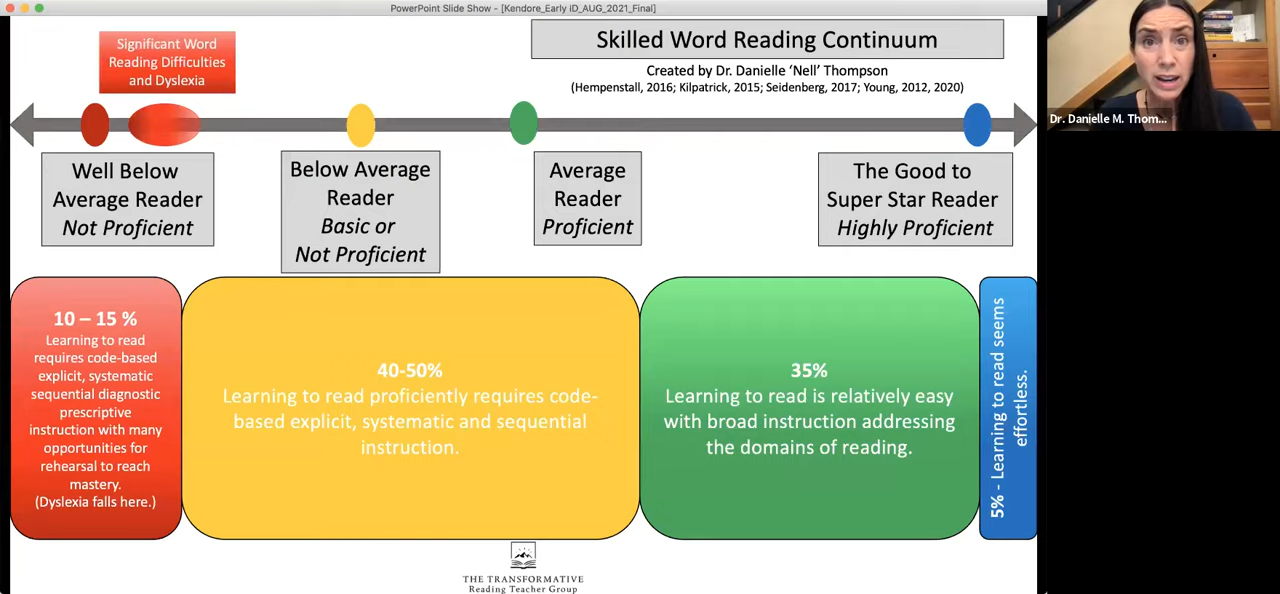 PowerPoint Slide Show - [Kendore_Early iD_AUG_2021_Final]
Significant Word
Reading Difficulties
and Dyslexia
Skilled Word Reading Continuum
Created by Dr. Danielle ‘Nell’ Thompson
(Hempenstall, 2016; Kilpatrick, 2015; Seidenberg, 2017; Young, 2012, 2020)
Dr. Danielle M. Thom...
Well Below
Average Reader
Not Proficient
Below Average
Reader
Basic or
Not Proficient
Average
Reader
Proficient
The Good to
Super Star Reader
Highly Proficient
10 – 15 %
Learning to read
requires code-based
explicit, systematic
sequential diagnostic
prescriptive
instruction with many
opportunities for
rehearsal to reach
mastery.
(Dyslexia falls here.)
40-50%
Learning to read proficiently requires code-
based explicit, systematic and sequential
instruction.
35%
Learning to read is relatively easy
with broad instruction addressing
the domains of reading.
5% - Learning to read seems
effortless.
THE TRANSFORMATIVE
Reading Teacher Group